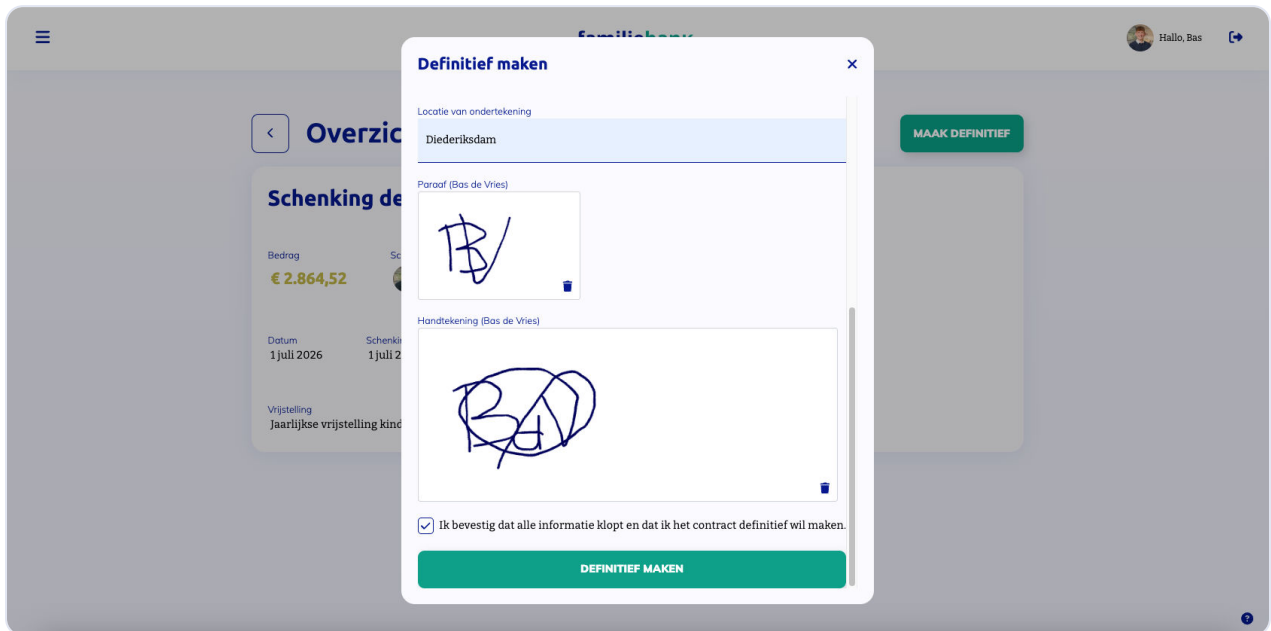 familiebank
Hallo, Bas
Definitief maken
Overzic
MAAK DEFINITIEF
Locatie van ondertekening
Diederiksdam
Schenking de
Paraaf (Bas de Vries)
Bedrag
Sc
€ 2.864,52
Handtekening (Bas de Vries)
Datum
Schenki
1 juli 2026
1 juli 2
Vrijstelling
Jaarlijkse vrijstelling kind
Ik bevestig dat alle informatie klopt en dat ik het contract definitief wil maken.
DEFINITIEF MAKEN